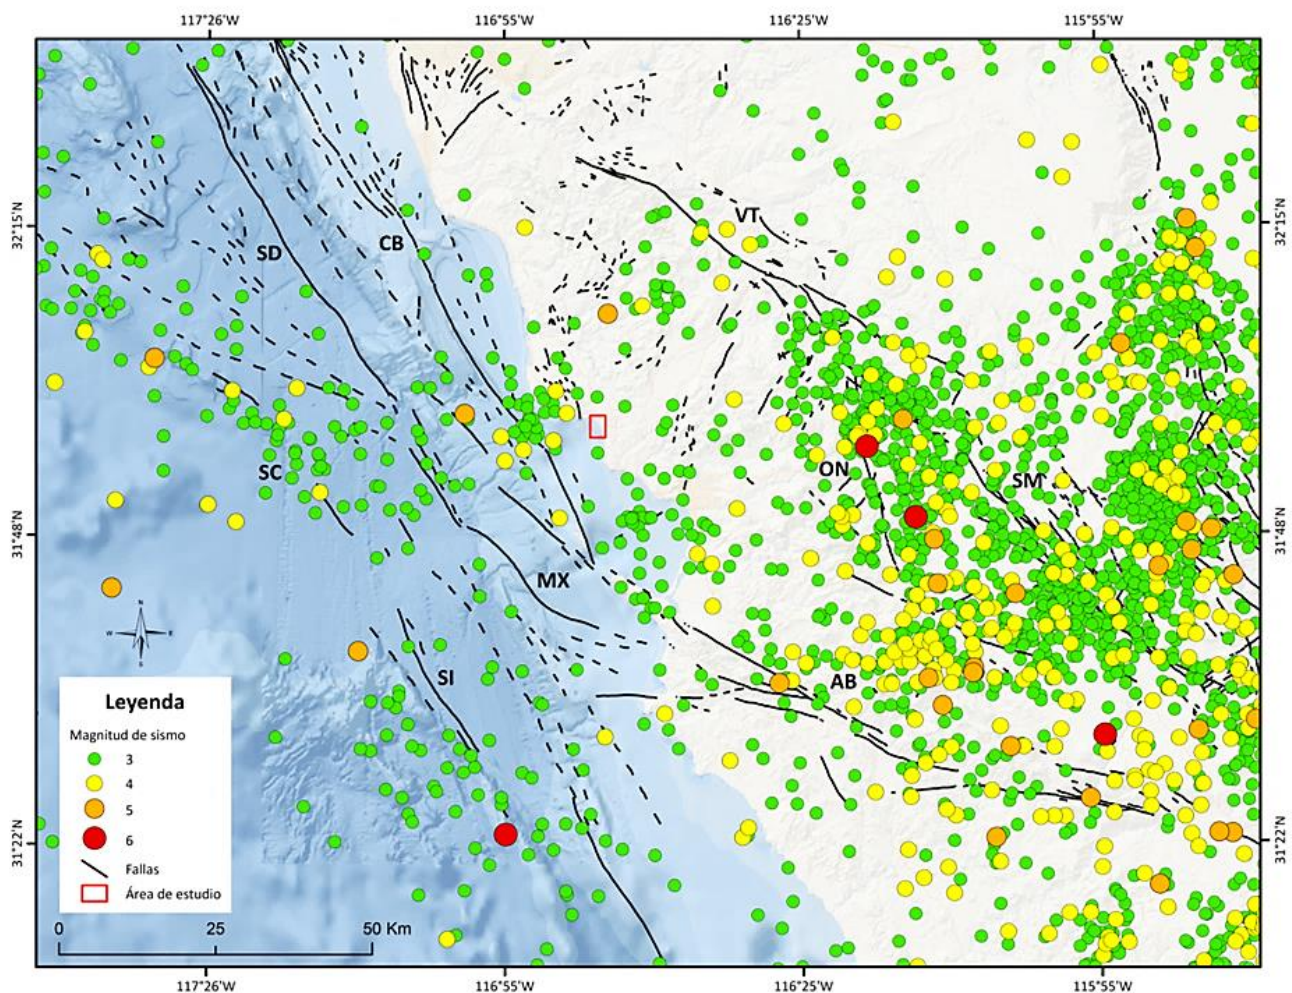 117°26'W 116°55'W 116°25'W 115°55'W
32°15'N 32°15'N
VT
CB
SD
ON
SM
SC
31°48'N 31°48'N
MX
SI
AB
N
W E
S
Leyenda
Magnitud de sismo
3
4
5
6
Fallas
Área de estudio
31°22'N 31°22'N
0 25 50 Km
117°26'W 116°55'W 116°25'W 115°55'W